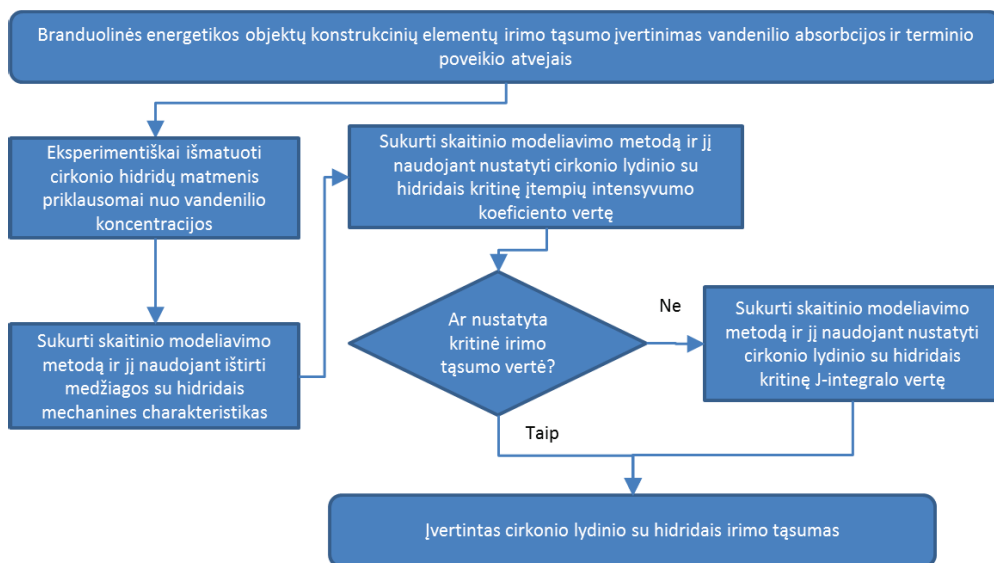 Branduolinės energetikos objektų konstrukcinių elementų irimo tąsumo įvertinimas vandenilio absorbcijos ir terminio
poveikio atvejais
Eksperimentiškai išmatuoti
cirkonio hidridų matmenis
priklausomai nuo vandenilio
koncentracijos
Sukurti skaitinio modeliavimo
metodą ir jį naudojant ištirti
medžiagos su hidridais
mechanines charakteristikas
Sukurti skaitinio modeliavimo metodą ir jį
naudojant nustatyti cirkonio lydinio su
hidridais kritinę įtempių intensyvumo
koeficiento vertę
Ar nustatyta
kritinė irimo
tąsumo vertė?
Ne
Sukurti skaitinio modeliavimo
metodą ir jį naudojant nustatyti
cirkonio lydinio su hidridais
kritinę J-integralo vertę
Taip
Įvertintas cirkonio lydinio su hidridais irimo tąsumas